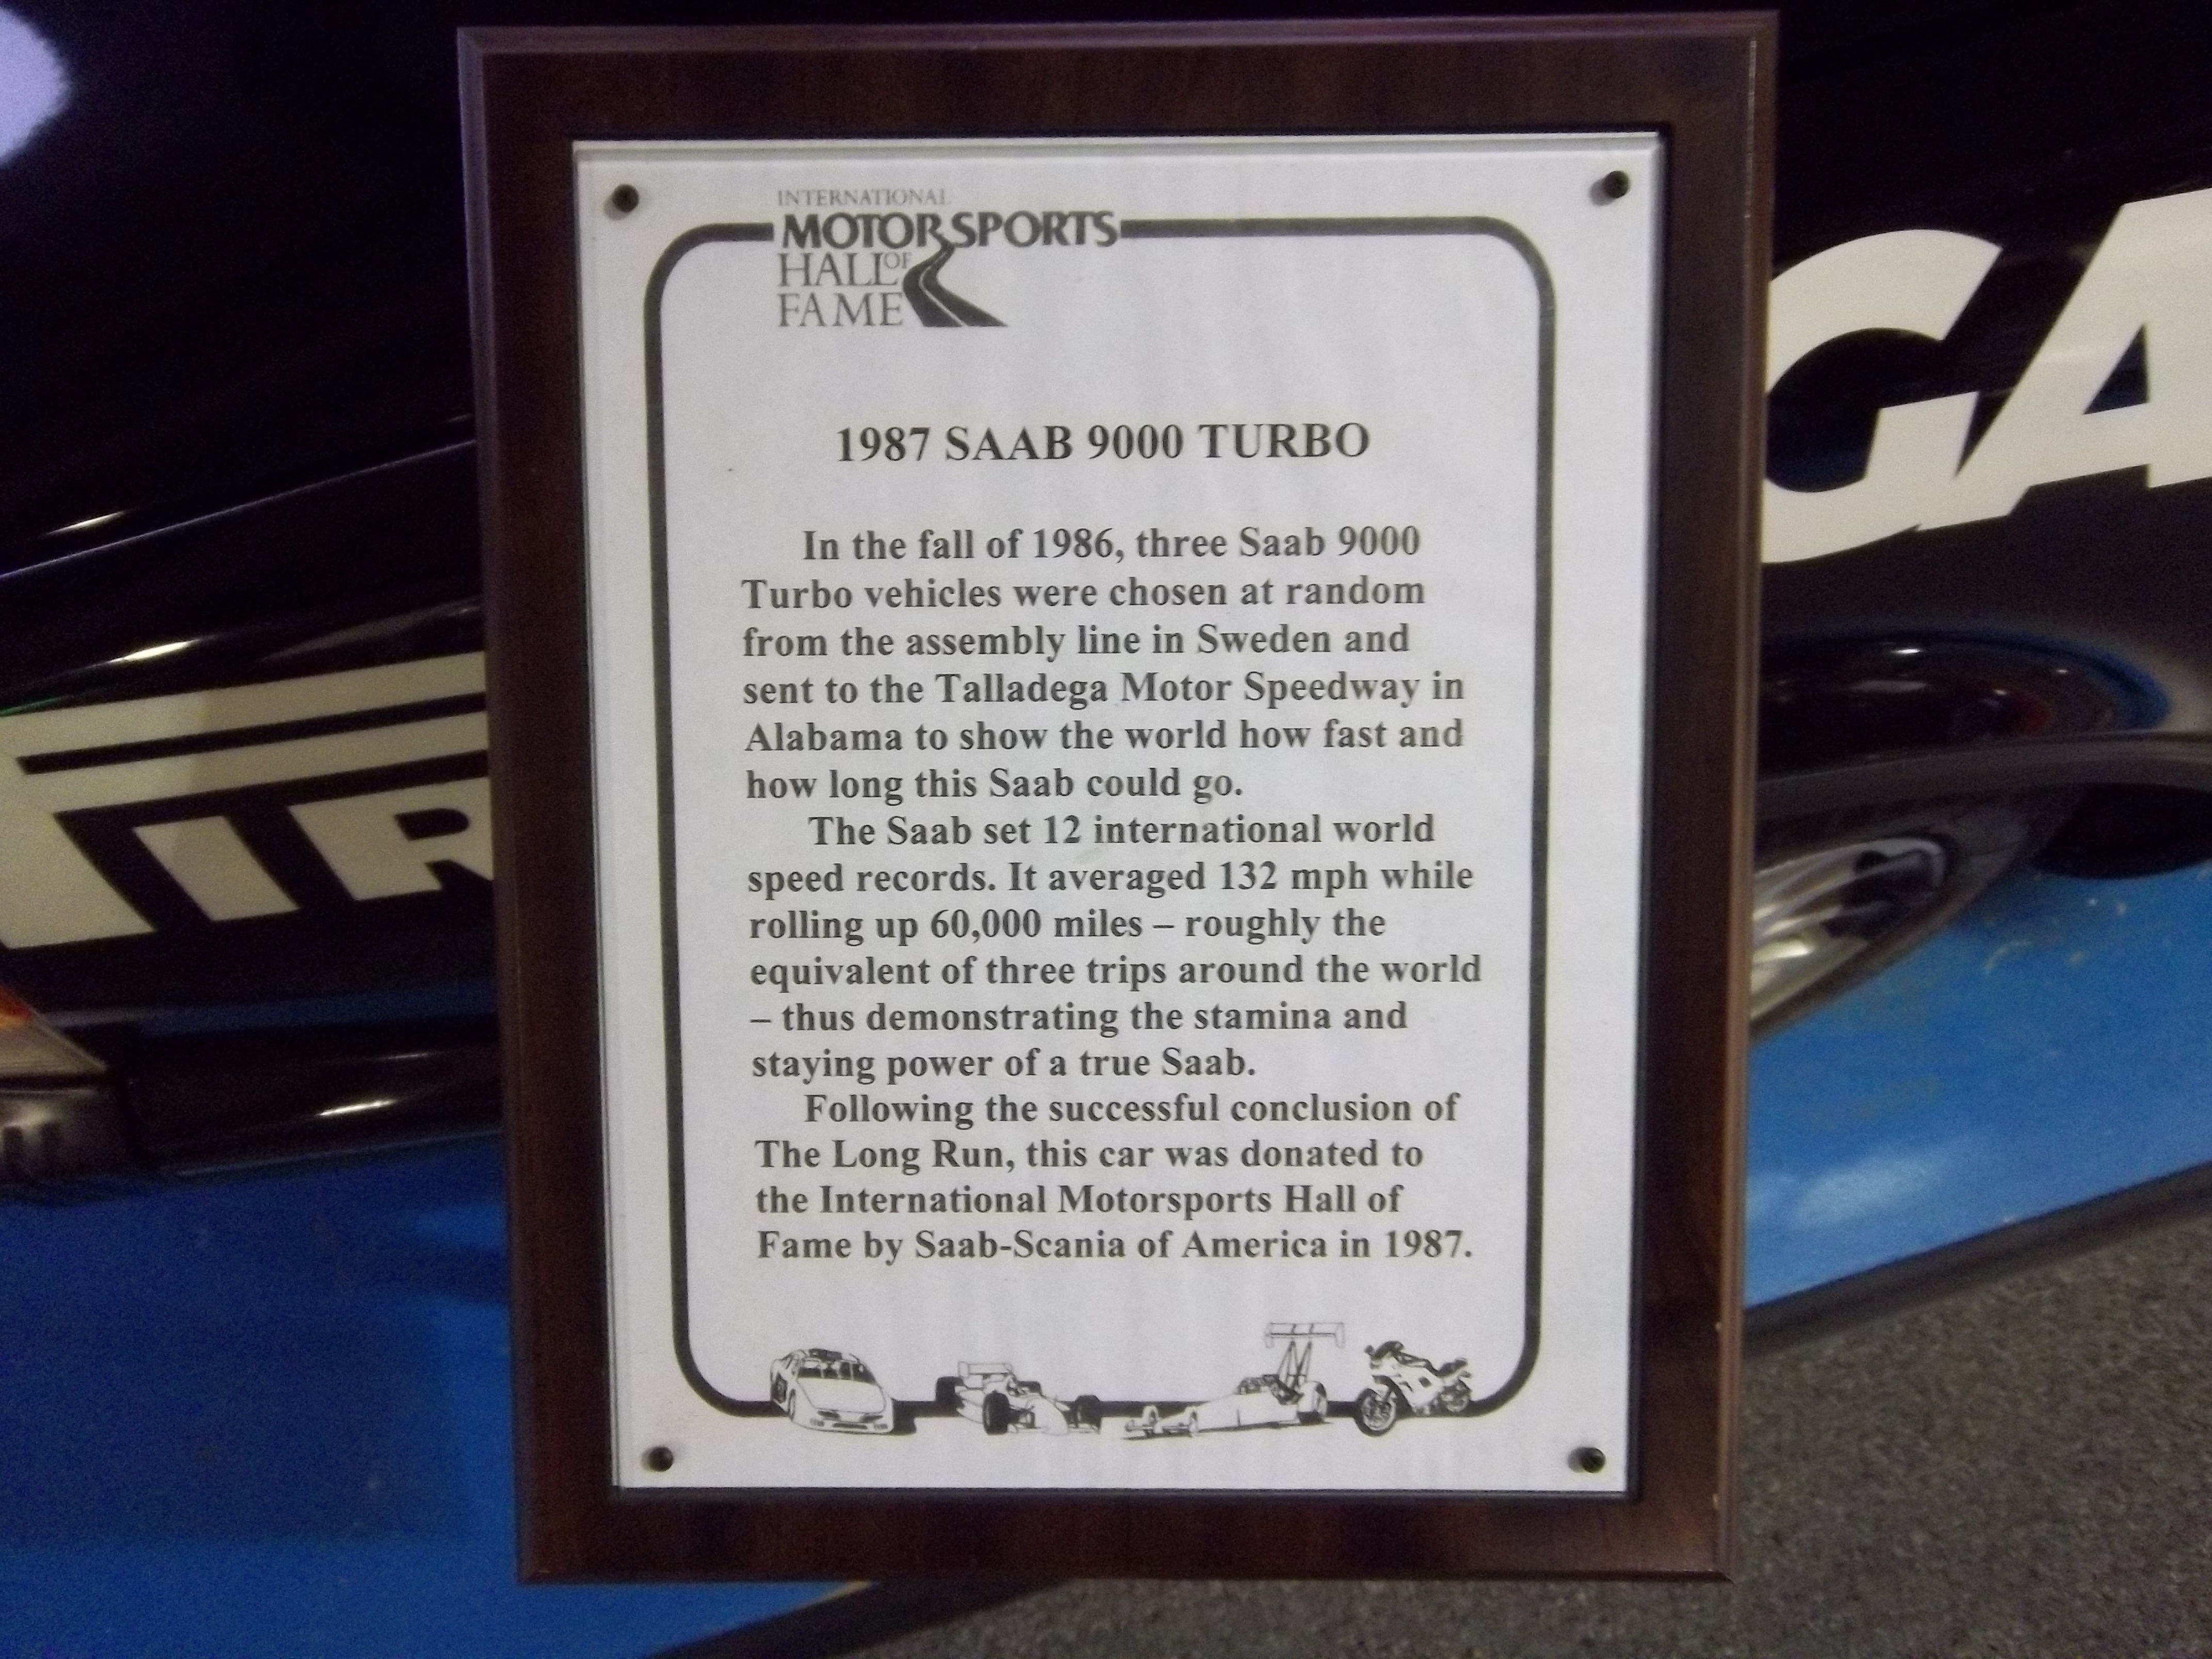 INTERNATIONAL
MOTORSPORTS
HALL OF
FAME
1987 SAAB 9000 TURBO
In the fall of 1986, three Saab 9000
Turbo vehicles were chosen at random
from the assembly line in Sweden and
sent to the Talladega Motor Speedway in
Alabama to show the world how fast and
how long this Saab could go.
The Saab set 12 international world
speed records. It averaged 132 mph while
rolling up 60,000 miles – roughly the
equivalent of three trips around the world
– thus demonstrating the stamina and
staying power of a true Saab.
Following the successful conclusion of
The Long Run, this car was donated to
the International Motorsports Hall of
Fame by Saab-Scania of America in 1987.
GA
IR